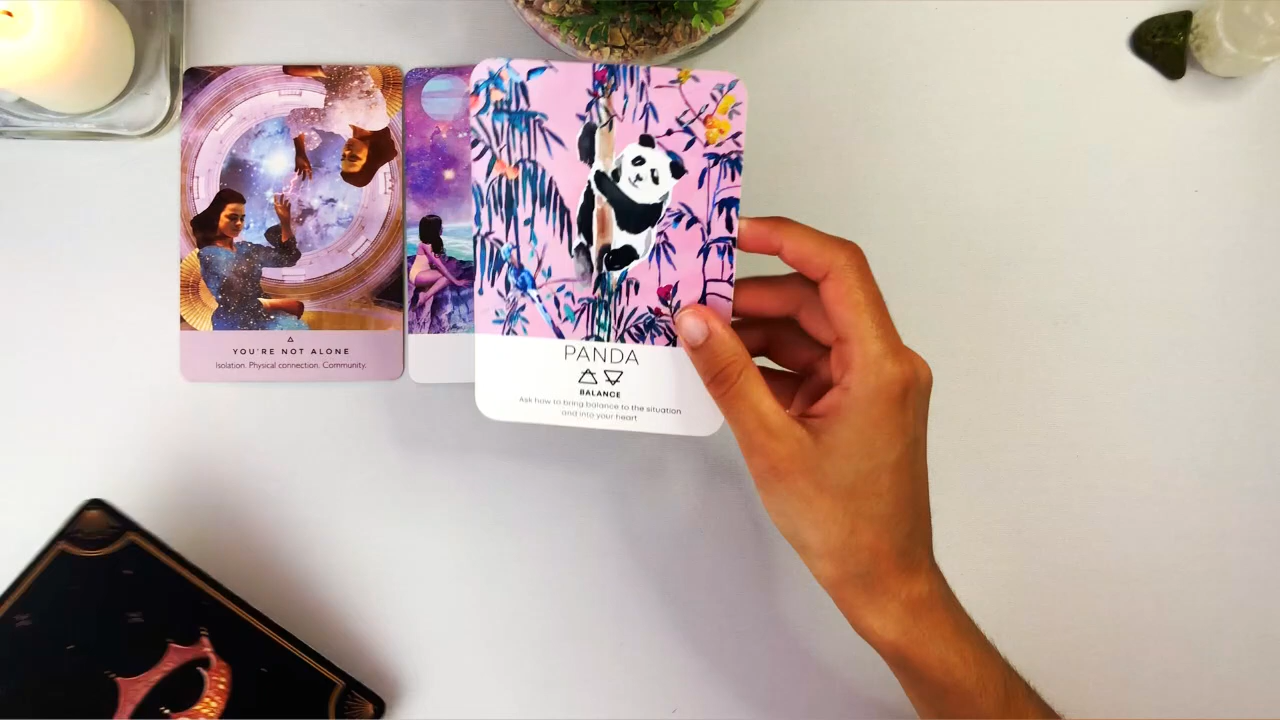 YOU'RE NOT ALONE
Isolation. Physical connection. Community.
PANDA
BALANCE
Ask how to bring balance to the situation
and into your heart